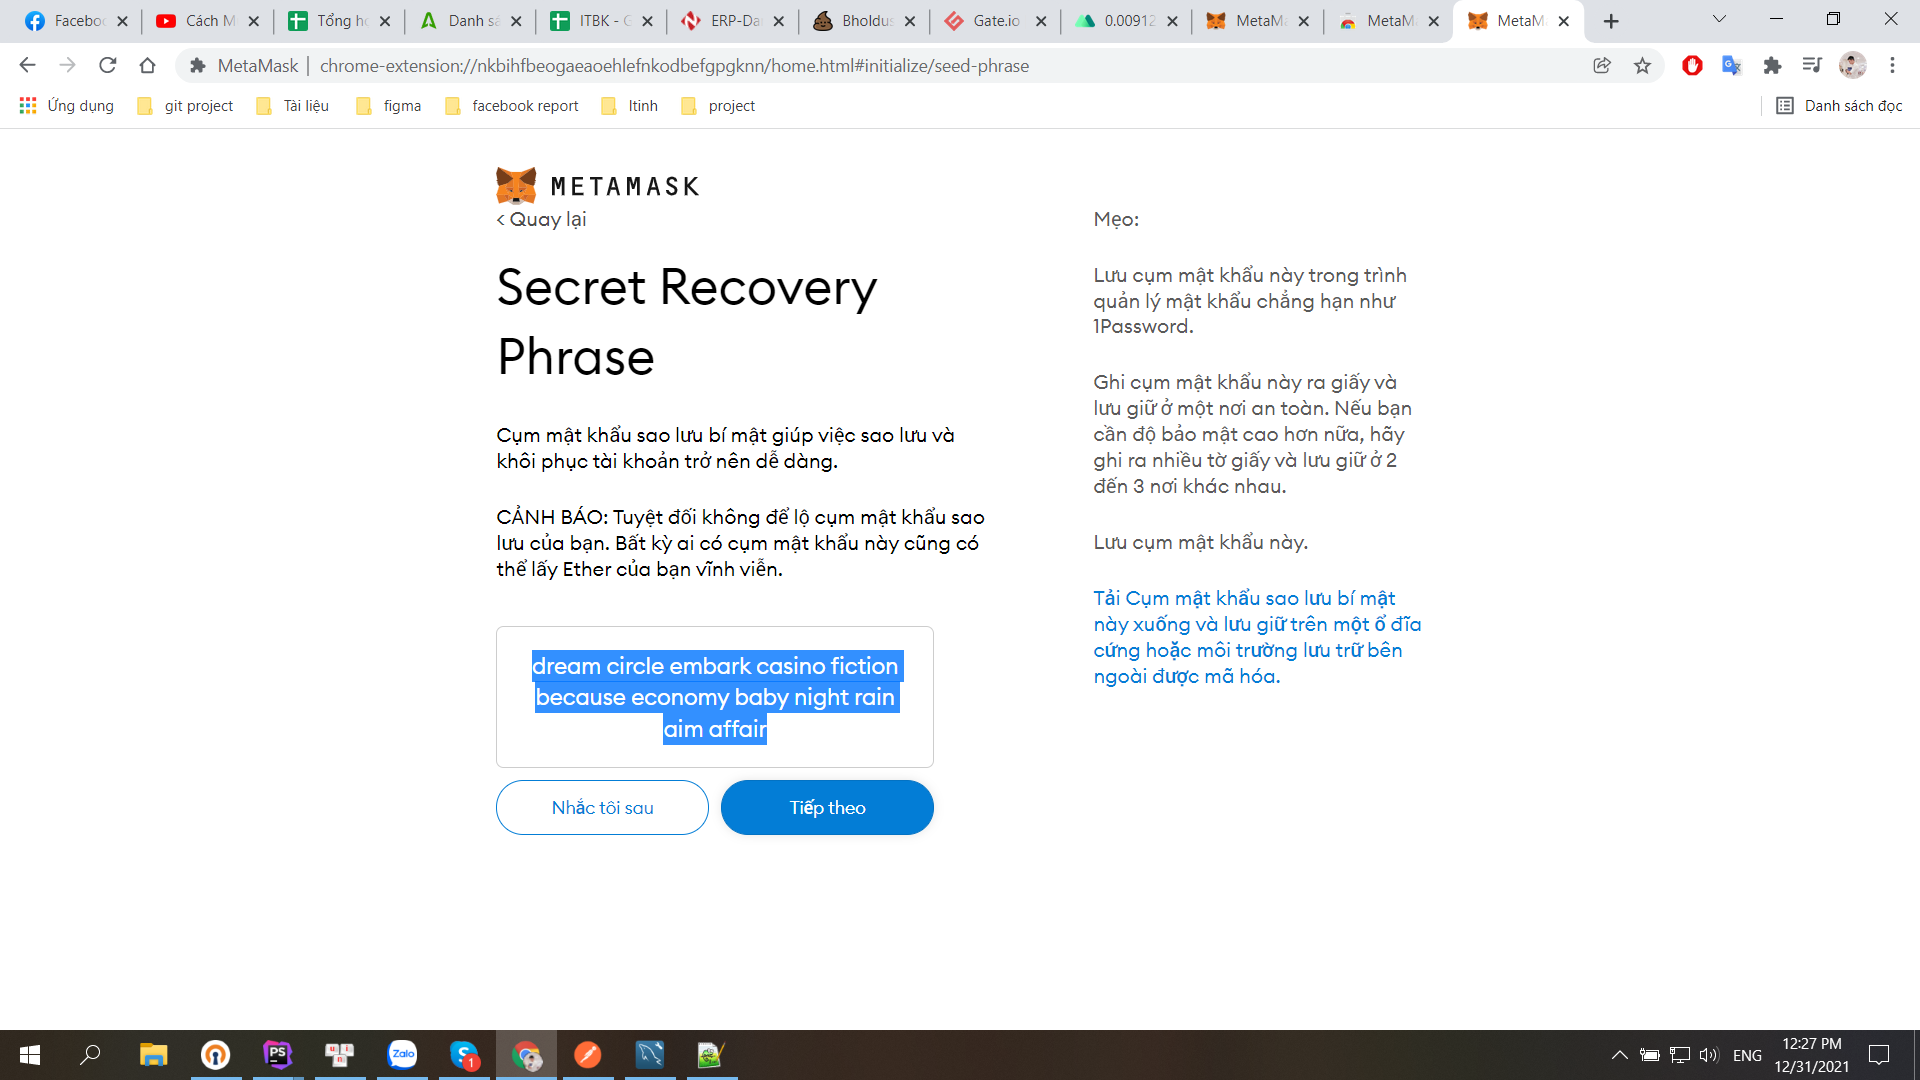 Facebo
Cách M
Tổng h
Danh sá
ITBK - G
ERP-Da
Bholdus
Gate.io
0.00912
MetaMa
MetaMa
MetaMa
MetaMask | chrome-extension://nkbihfbeogaeaoehlefnkodbefgpgknn/home.html#initialize/seed-phrase
Ứng dụng
git project
Tài liệu
figma
facebook report
Itinh
project
Danh sách đọc
METAMASK
< Quay lại
Secret Recovery
Phrase
Cụm mật khẩu sao lưu bí mật giúp việc sao lưu và
khôi phục tài khoản trở nên dễ dàng.
CẢNH BÁO: Tuyệt đối không để lộ cụm mật khẩu sao
lưu của bạn. Bất kỳ ai có cụm mật khẩu này cũng có
thể lấy Ether của bạn vĩnh viễn.
dream circle embark casino fiction
because economy baby night rain
aim affair
Nhắc tôi sau
Tiếp theo
Mẹo:
Lưu cụm mật khẩu này trong trình
quản lý mật khẩu chẳng hạn như
1Password.
Ghi cụm mật khẩu này ra giấy và
lưu giữ ở một nơi an toàn. Nếu bạn
cần độ bảo mật cao hơn nữa, hãy
ghi ra nhiều tờ giấy và lưu giữ ở 2
đến 3 nơi khác nhau.
Lưu cụm mật khẩu này.
Tải Cụm mật khẩu sao lưu bí mật
này xuống và lưu giữ trên một ổ đĩa
cứng hoặc môi trường lưu trữ bên
ngoài được mã hóa.
PS
Zalo
1
ENG
12:27 PM
12/31/2021